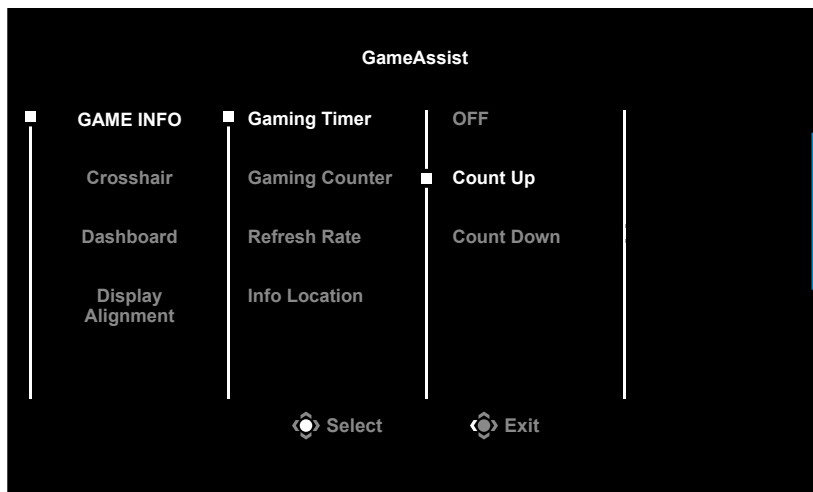 GameAssist
GAME INFO
Crosshair
Dashboard
Display
Alignment
Gaming Timer
Gaming Counter
Refresh Rate
Info Location
OFF
Count Up
Count Down
Select
Exit